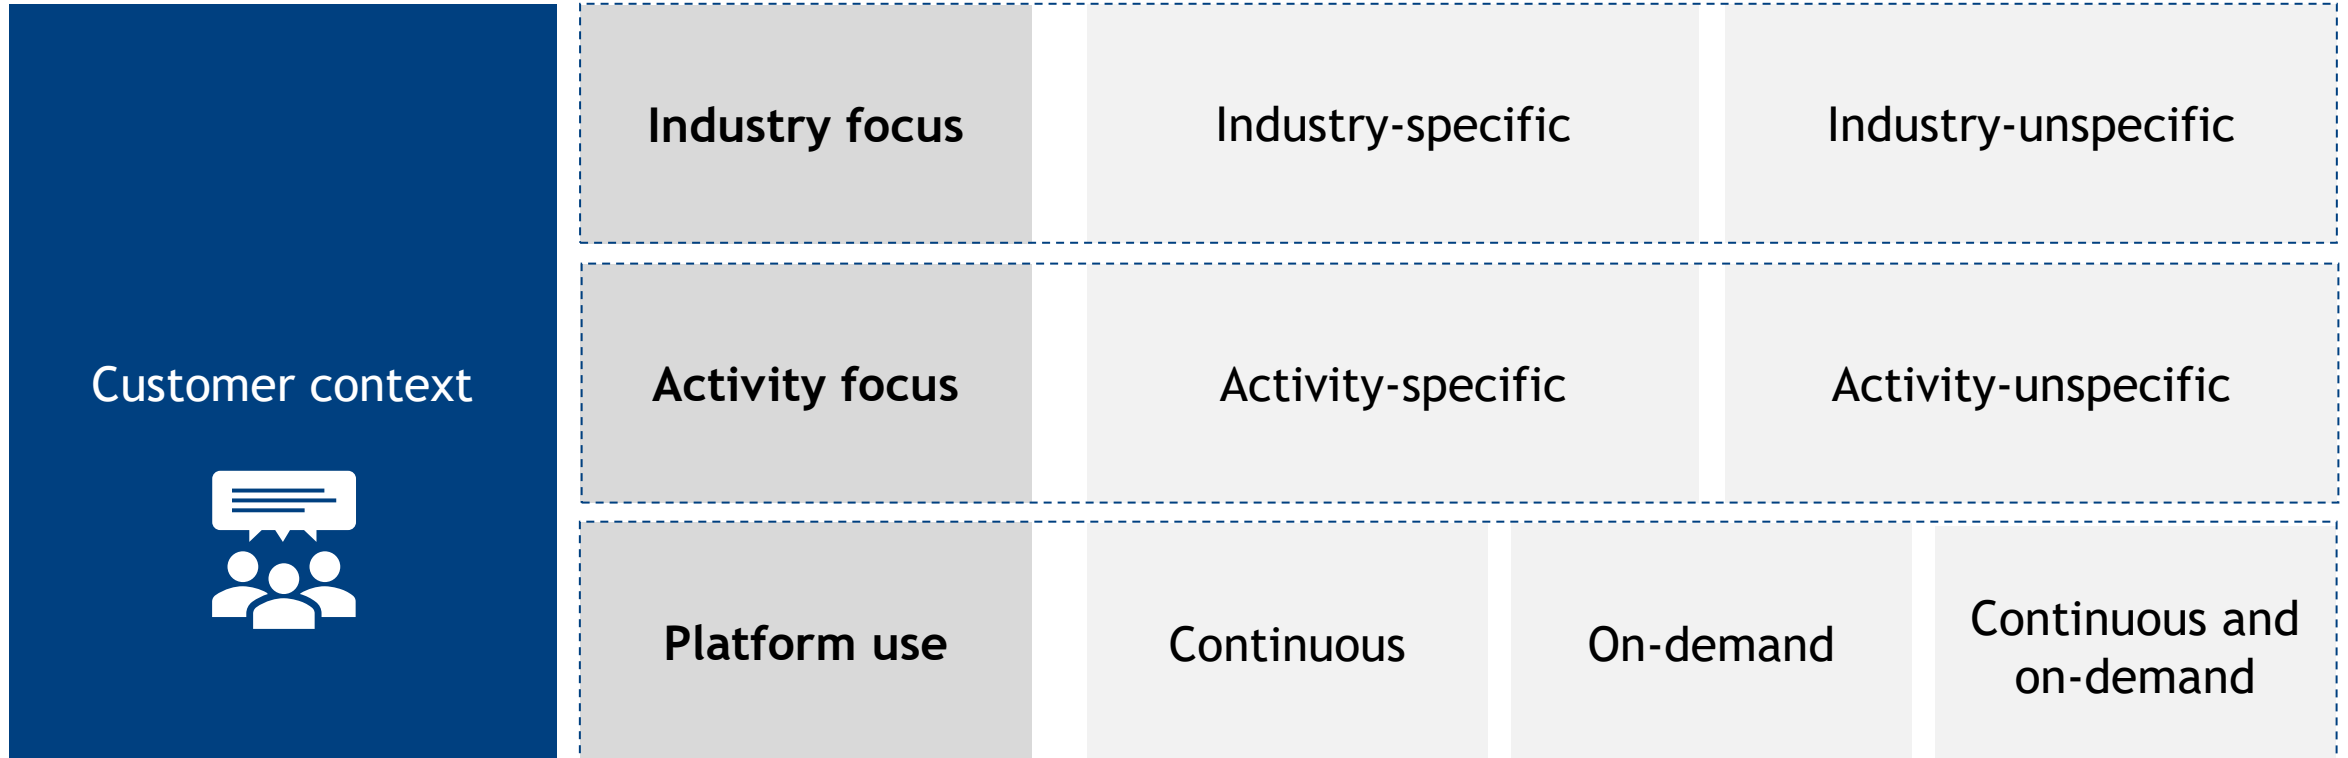 Customer context
Industry focus
Industry-specific
Industry-unspecific
Activity focus
Activity-specific
Activity-unspecific
Platform use
Continuous
On-demand
Continuous and
on-demand